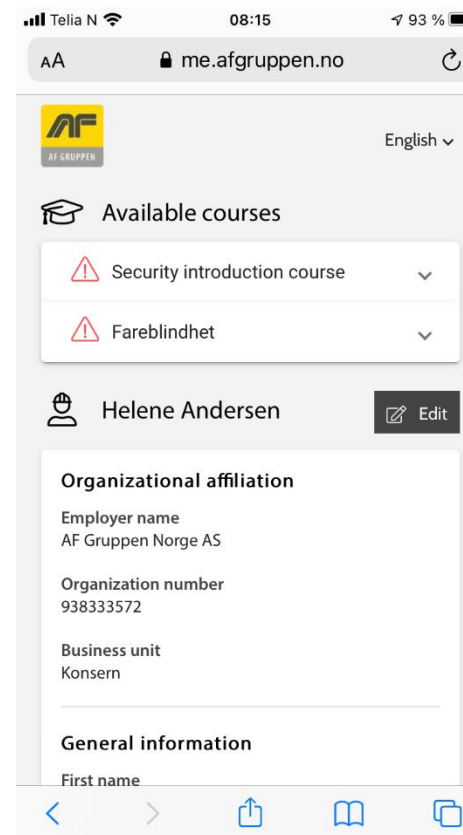 Telia N 08:15 93 %
AA me.afgruppen.no
AF GRUPPEN
English
Available courses
Security introduction course
Fareblindhet
Helene Andersen Edit
Organizational affiliation
Employer name
AF Gruppen Norge AS
Organization number
938333572
Business unit
Konsern
General information
First name